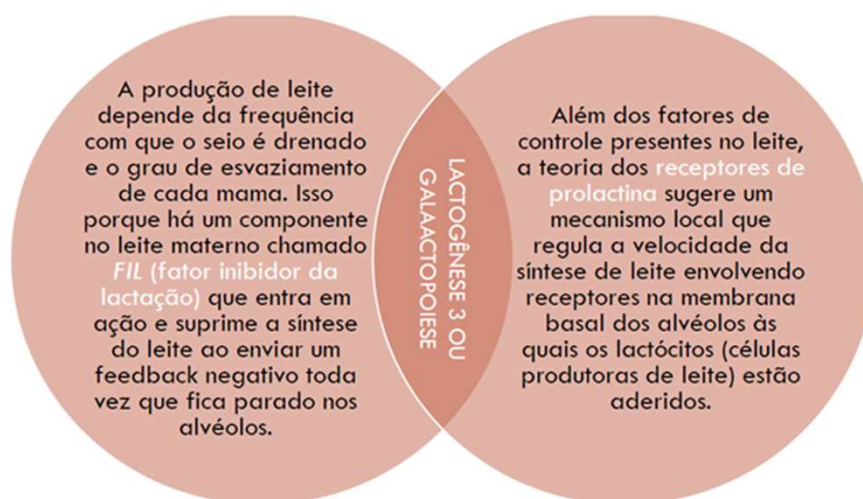 A produção de leite
depende da frequência
com que o seio é drenado
e o grau de esvaziamento
de cada mama. Isso
porque há um componente
no leite materno chamado
FIL (fator inibidor da
lactação) que entra em
ação e suprime a síntese
do leite ao enviar um
feedback negativo toda
vez que fica parado nos
alvéolos.
LACTOGÊNESE 3 OU
GALAACTOPOIESE
Além dos fatores de
controle presentes no leite,
a teoria dos receptores de
prolactina sugere um
mecanismo local que
regula a velocidade da
síntese de leite envolvendo
receptores na membrana
basal dos alvéolos às
quais os lactócitos (células
produtoras de leite) estão
aderidos.